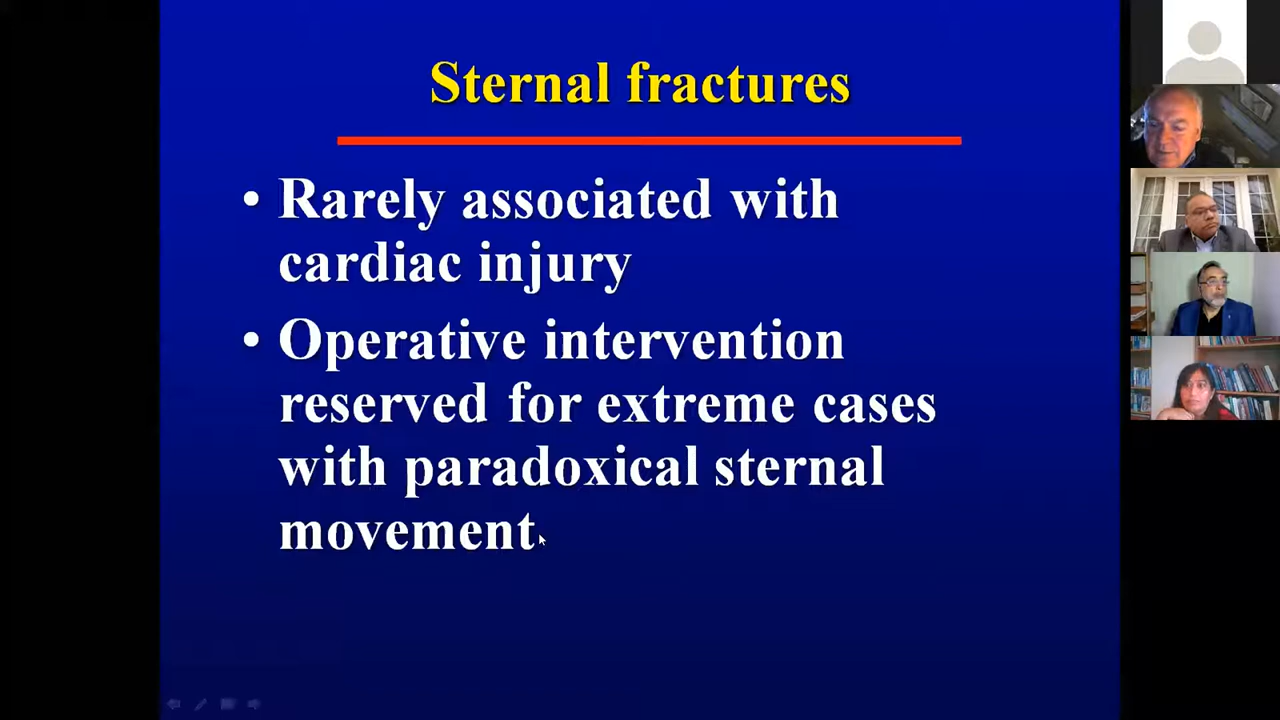 Sternal fractures
• Rarely associated with
cardiac injury
• Operative intervention
reserved for extreme cases
with paradoxical sternal
movement